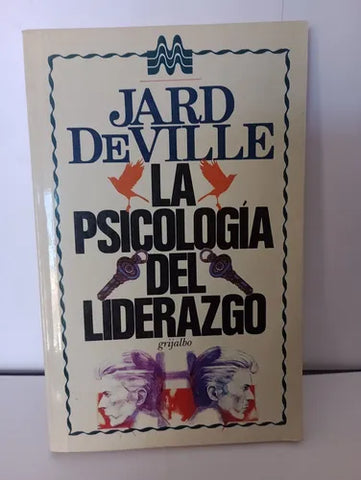 JARD
DEVILLE
LA
PSICOLOGÍA
DEL
LIDERAZGO
grijalbo